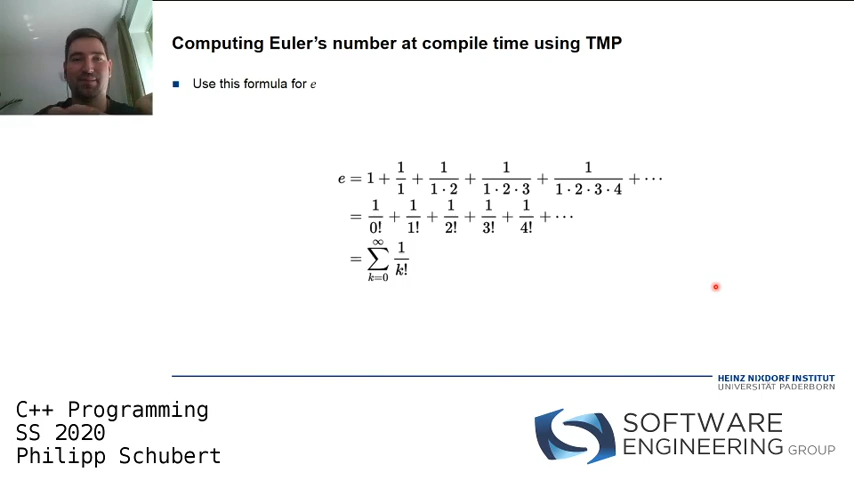 Computing Euler's number at compile time using TMP
Use this formula for e
e = 1 + 1/1 + 1/(1 · 2) + 1/(1 · 2 · 3) + 1/(1 · 2 · 3 · 4) + ···
= 1/0! + 1/1! + 1/2! + 1/3! + 1/4! + ···
= ∑_{k=0}^{∞} 1/k!
HEINZ NIXDORF INSTITUT
UNIVERSITÄT PADERBORN
C++ Programming
SS 2020
Philipp Schubert
SOFTWARE
ENGINEERING GROUP